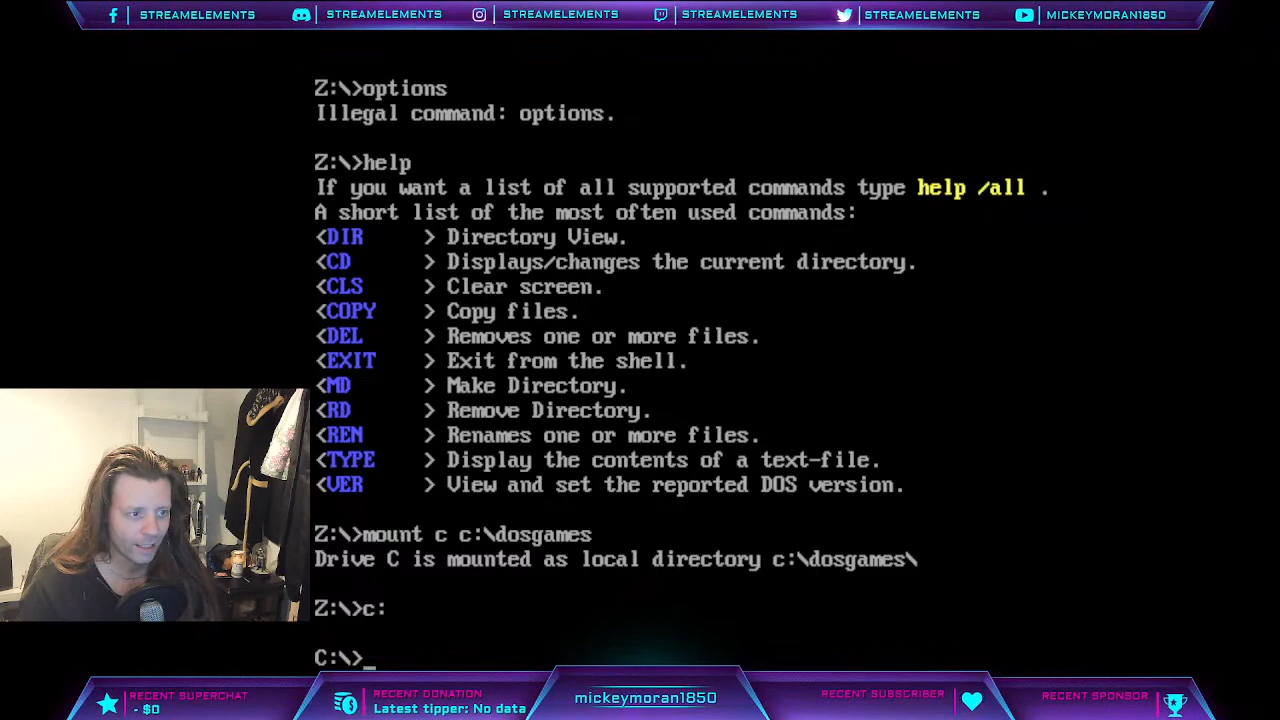 STREAMELEMENTS STREAMELEMENTS STREAMELEMENTS STREAMELEMENTS STREAMELEMENTS MICKEYMORAN1850
Z:\>options
Illegal command: options.
Z:\>help
If you want a list of all supported commands type help /all .
A short list of the most often used commands:
<DIR > Directory View.
<CD > Displays/changes the current directory.
<CLS > Clear screen.
<COPY > Copy files.
<DEL > Removes one or more files.
<EXIT > Exit from the shell.
<MD > Make Directory.
<RD > Remove Directory.
<REN > Renames one or more files.
<TYPE > Display the contents of a text-file.
<VER > View and set the reported DOS version.
Z:\>mount c c:\dosgames
Drive C is mounted as local directory c:\dosgames\
Z:\>c:
C:\>_
RECENT SUPERCHAT
- $0
RECENT DONATION
Latest tipper: No data
mickeymoran1850
RECENT SUBSCRIBER
RECENT SPONSOR